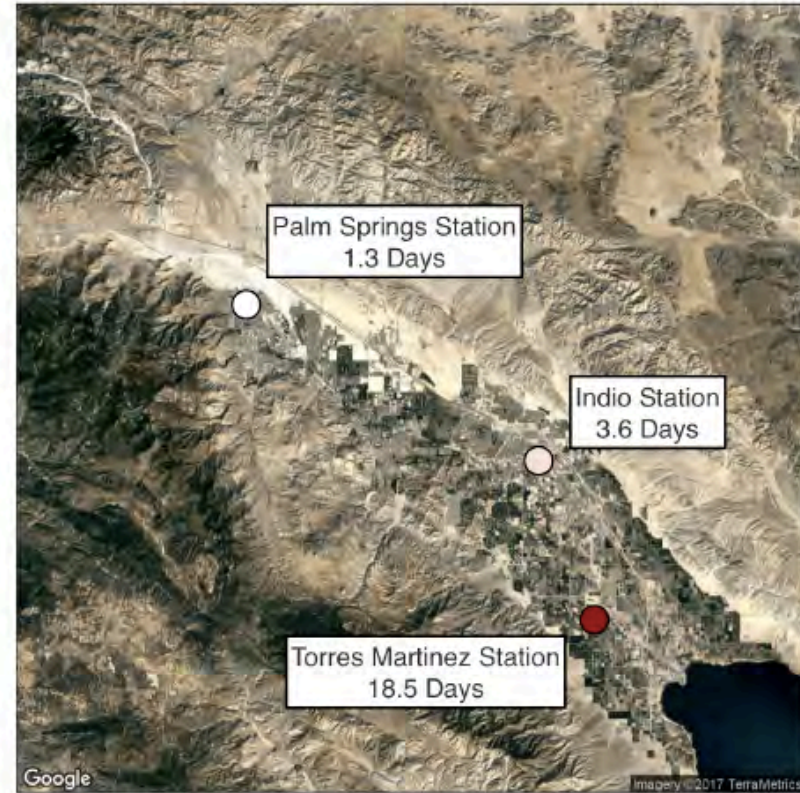 Palm Springs Station
1.3 Days
Indio Station
3.6 Days
Torres Martinez Station
18.5 Days
Google
Imagery ©2017 TerraMetrics